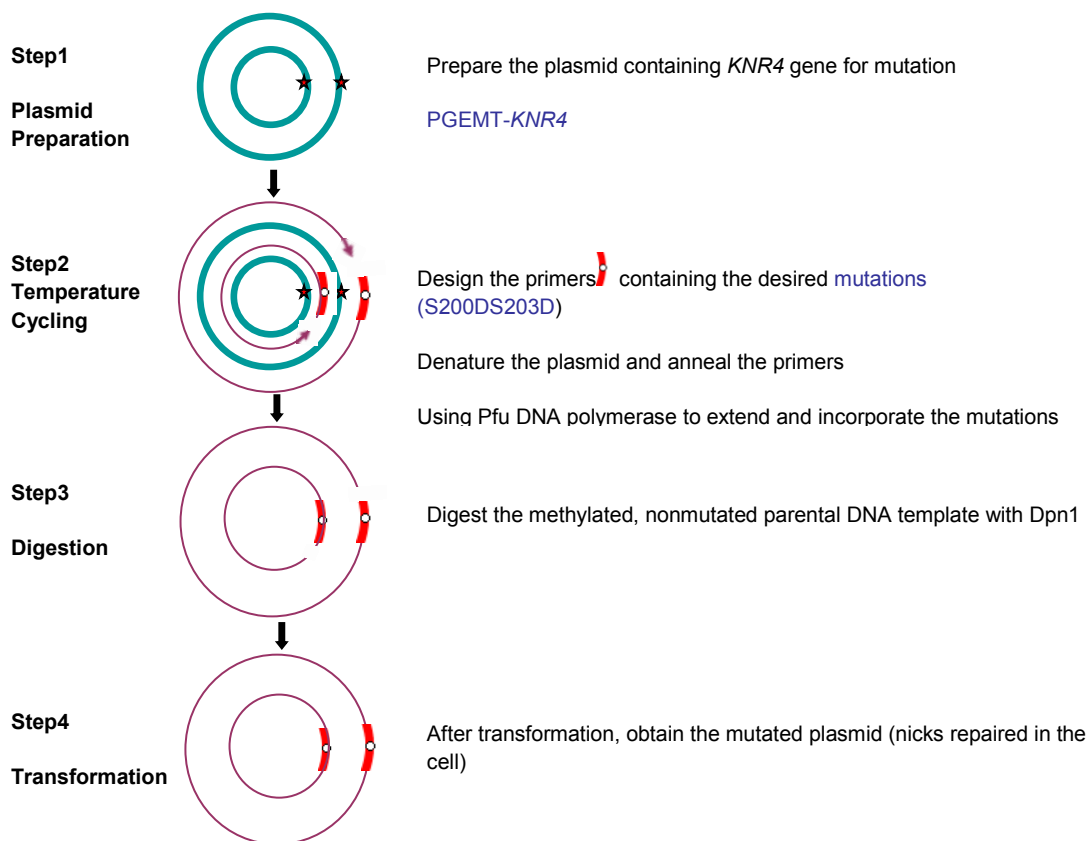 Step1
Plasmid
Preparation
Prepare the plasmid containing KNR4 gene for mutation
PGEMT-KNR4
Step2
Temperature
Cycling
Design the primers containing the desired mutations
(S200DS203D)
Denature the plasmid and anneal the primers
Using Pfu DNA polymerase to extend and incorporate the mutations
Step3
Digestion
Digest the methylated, nonmutated parental DNA template with Dpn1
Step4
Transformation
After transformation, obtain the mutated plasmid (nicks repaired in the
cell)